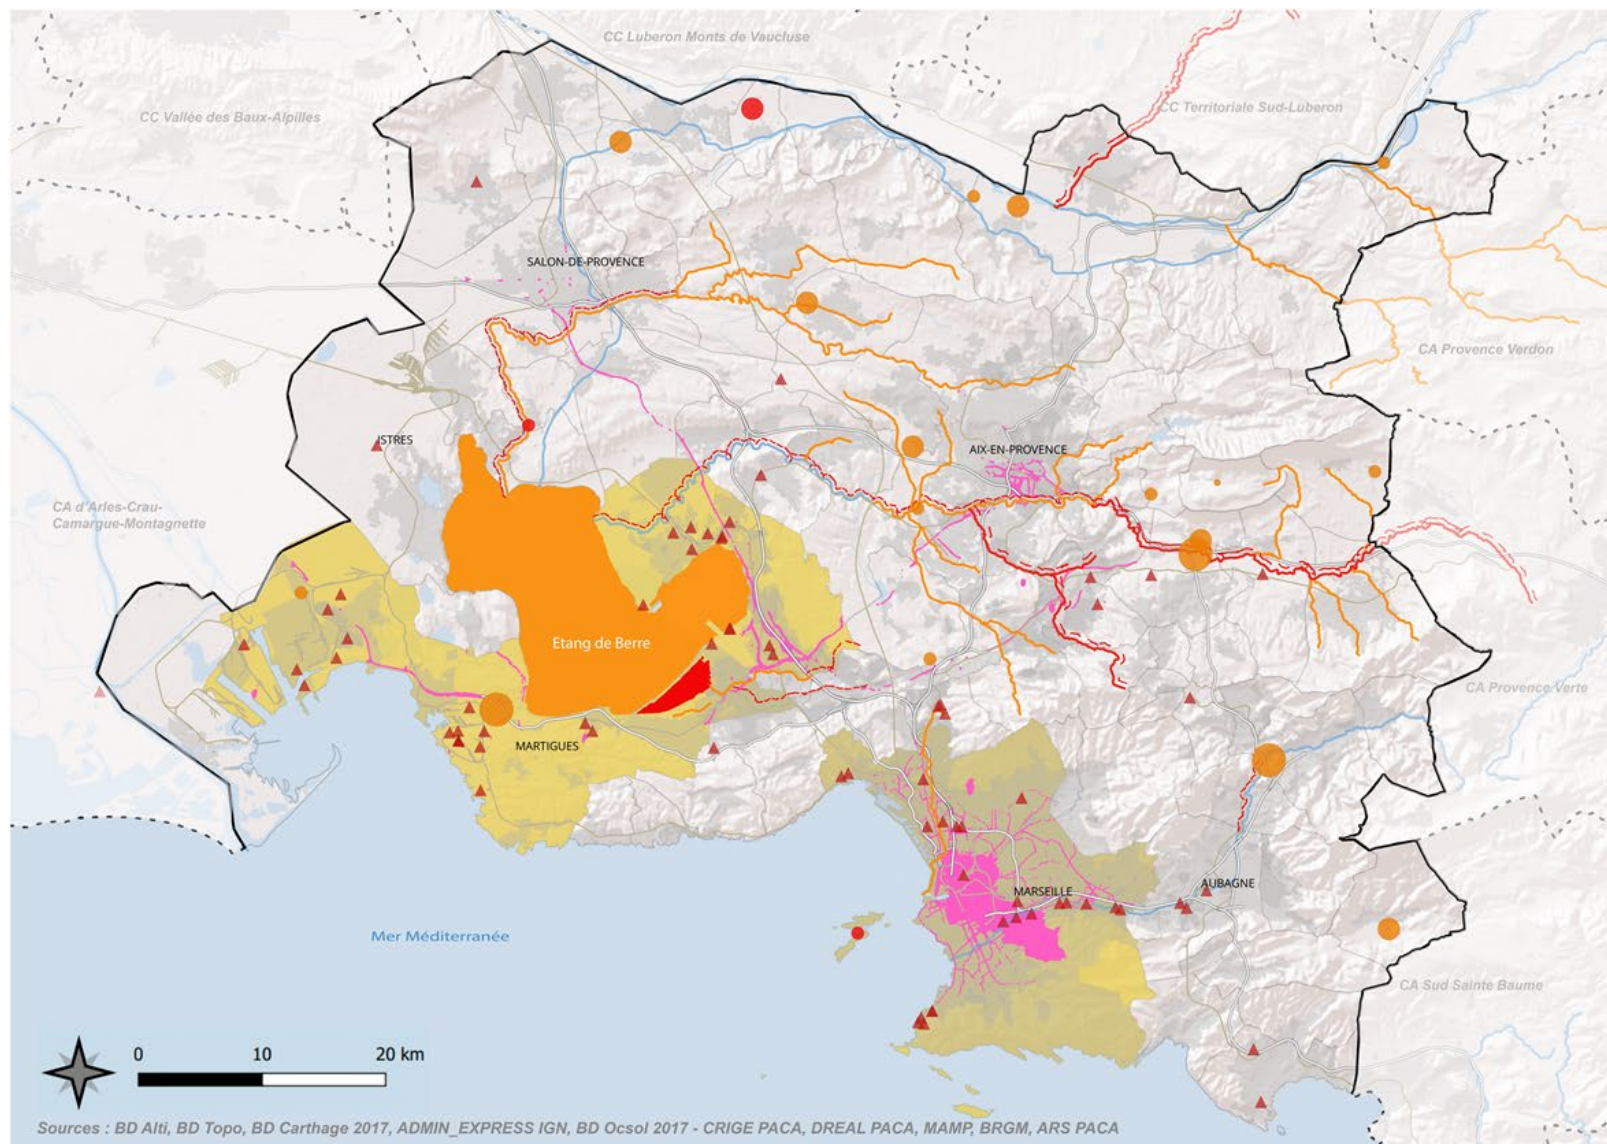 CC Luberon Monts de Vaucluse
CC Vallée des Baux-Alpilles
CC Territoriale Sud-Luberon
SALON-DE-PROVENCE
CA Provence Verdon
ISTRES
AIX-EN-PROVENCE
CA d'Arles-Crau-
Camargue-Montagnette
Etang de Berre
CA Provence Verte
MARTIGUES
MARSEILLE
AUBAGNE
Mer Méditerranée
CA Sud Sainte Baume
0 10 20 km
Sources : BD Alti, BD Topo, BD Carthage 2017, ADMIN_EXPRESS IGN, BD Ocsol 2017 - CRIGE PACA, DREAL PACA, MAMP, BRGM, ARS PACA